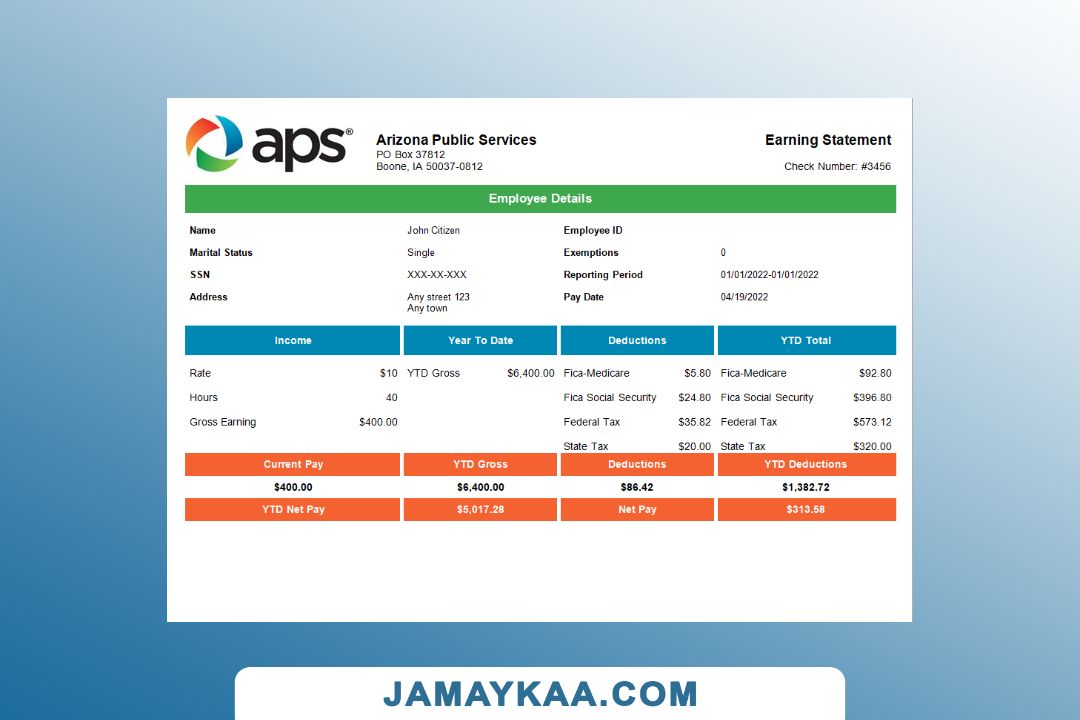 aps®
Arizona Public Services
PO Box 37812
Boone, IA 50037-0812
Earning Statement
Check Number: #3456
Employee Details
Name John Citizen Employee ID
Marital Status Single Exemptions 0
SSN XXX-XX-XXX Reporting Period 01/01/2022-01/01/2022
Address Any street 123 Pay Date 04/19/2022
Any town
Income Year To Date Deductions YTD Total
Rate $10 YTD Gross $6,400.00 Fica-Medicare $5.80 Fica-Medicare $92.80
Hours 40 Fica Social Security $24.80 Fica Social Security $396.80
Gross Earning $400.00 Federal Tax $35.82 Federal Tax $573.12
State Tax $20.00 State Tax $320.00
Current Pay YTD Gross Deductions YTD Deductions
$400.00 $6,400.00 $86.42 $1,382.72
YTD Net Pay $5,017.28 Net Pay $313.58
JAMAYKAA.COM